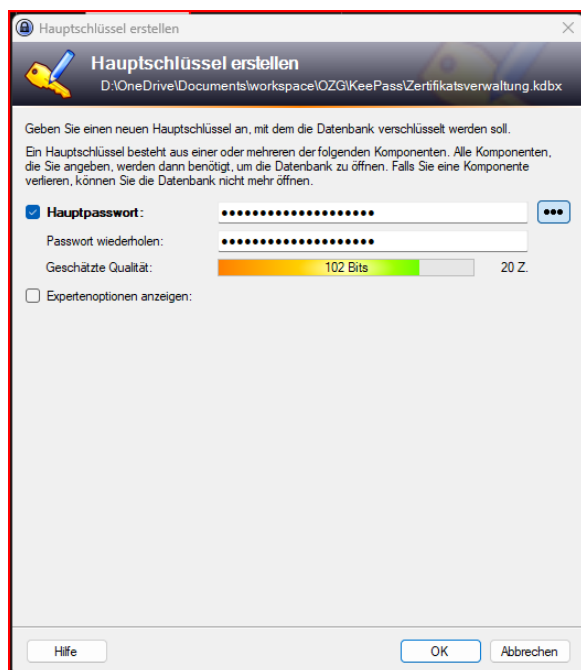 Hauptschlüssel erstellen
Hauptschlüssel erstellen
D:\OneDrive\Documents\workspace\OZG\KeePass\Zertifikatsverwaltung.kdbx
Geben Sie einen neuen Hauptschlüssel an, mit dem die Datenbank verschlüsselt werden soll.
Ein Hauptschlüssel besteht aus einer oder mehreren der folgenden Komponenten. Alle Komponenten,
die Sie angeben, werden dann benötigt, um die Datenbank zu öffnen. Falls Sie eine Komponente
verlieren, können Sie die Datenbank nicht mehr öffnen.
Hauptpasswort: ●●●●●●●●●●●●●●●●●●●● ●●●
Passwort wiederholen: ●●●●●●●●●●●●●●●●●●●●
Geschätzte Qualität: 102 Bits 20 Z.
Expertenoptionen anzeigen:
Hilfe OK Abbrechen